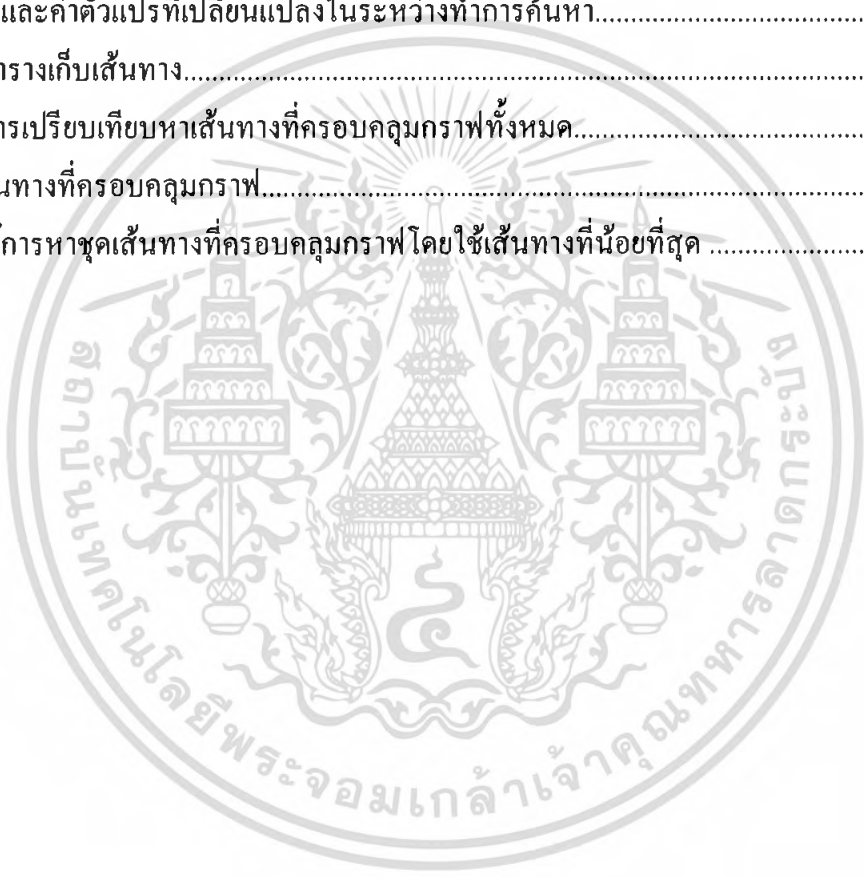 และค่าตัวแปรที่เปลี่ยนแปลงในระหว่างทำการค้นหา................................................
รางเก็บเส้นทาง................................................................................................
รเปรียบเทียบหาเส้นทางที่ครอบคลุมกราฟทั้งหมด................................................
นทางที่ครอบคลุมกราฟ....................................................................................
การหาชุดเส้นทางที่ครอบคลุมกราฟโดยใช้เส้นทางที่น้อยที่สุด ........................
สถาบันเทคโนโลยีพระจอมเกล้าเจ้าคุณทหารลาดกระบัง